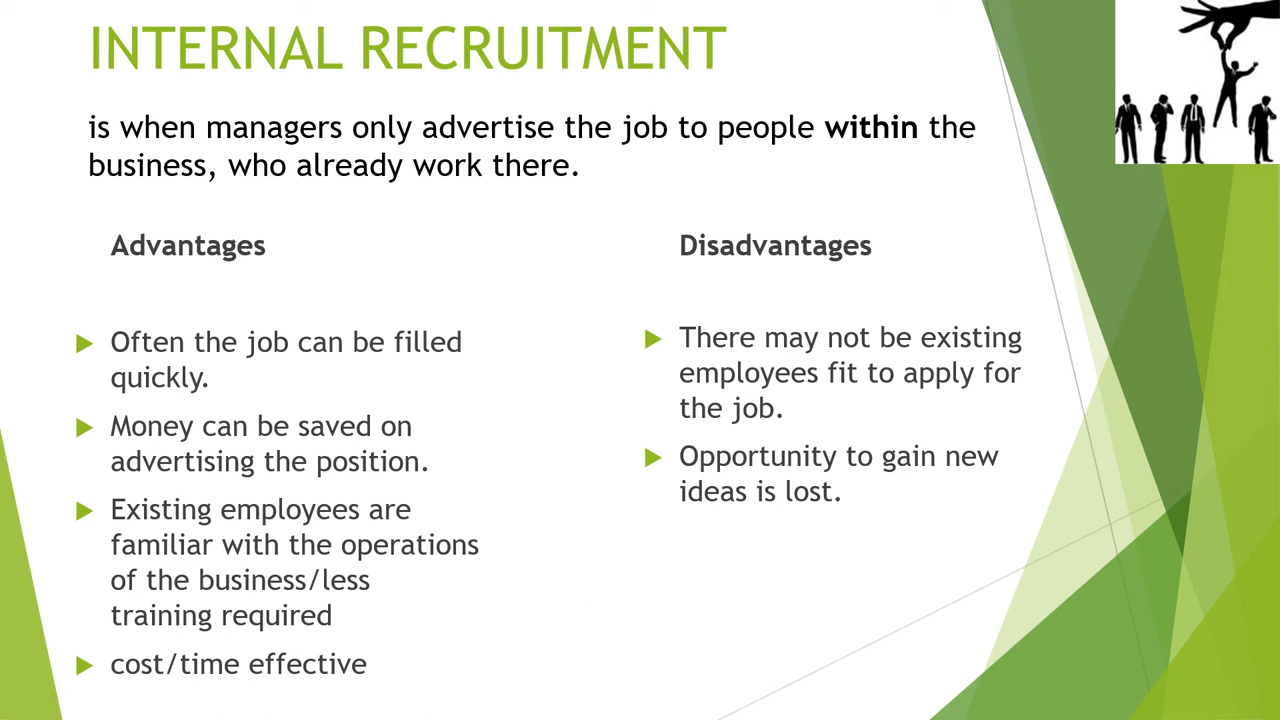 INTERNAL RECRUITMENT
is when managers only advertise the job to people within the
business, who already work there.
Advantages
Often the job can be filled
quickly.
Money can be saved on
advertising the position.
Existing employees are
familiar with the operations
of the business/less
training required
cost/time effective
Disadvantages
There may not be existing
employees fit to apply for
the job.
Opportunity to gain new
ideas is lost.